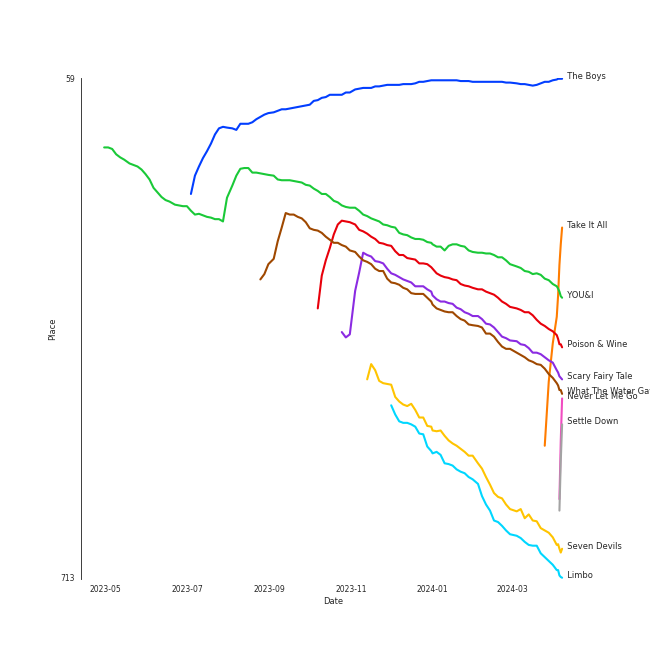 59
The Boys
Take It All
YOU&I
Place
Poison & Wine
Scary Fairy Tale
What The Water Ga
Never Let Me Go
Settle Down
Seven Devils
713
Limbo
2023-05 2023-07 2023-09 2023-11 2024-01 2024-03
Date